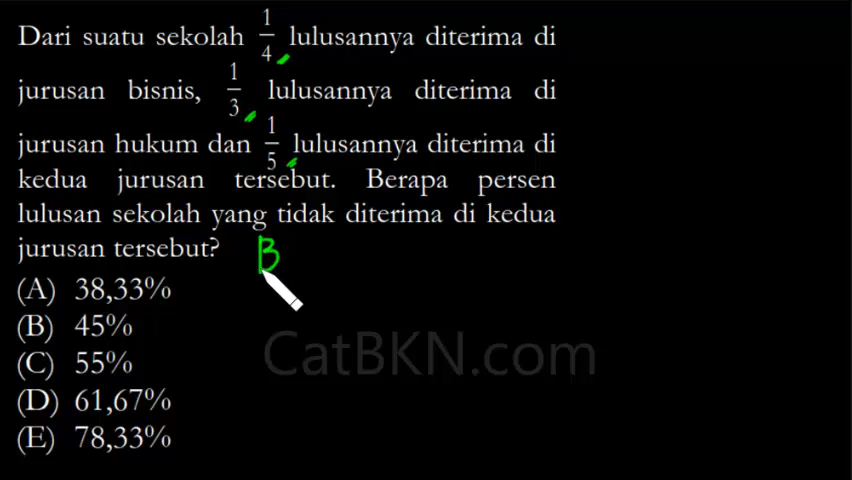 Dari suatu sekolah 1/4 lulusannya diterima di
jurusan bisnis, 1/3 lulusannya diterima di
jurusan hukum dan 1/5 lulusannya diterima di
kedua jurusan tersebut. Berapa persen
lulusan sekolah yang tidak diterima di kedua
jurusan tersebut? B
(A) 38,33%
(B) 45%
(C) 55%
(D) 61,67%
(E) 78,33%
CatBKN.com